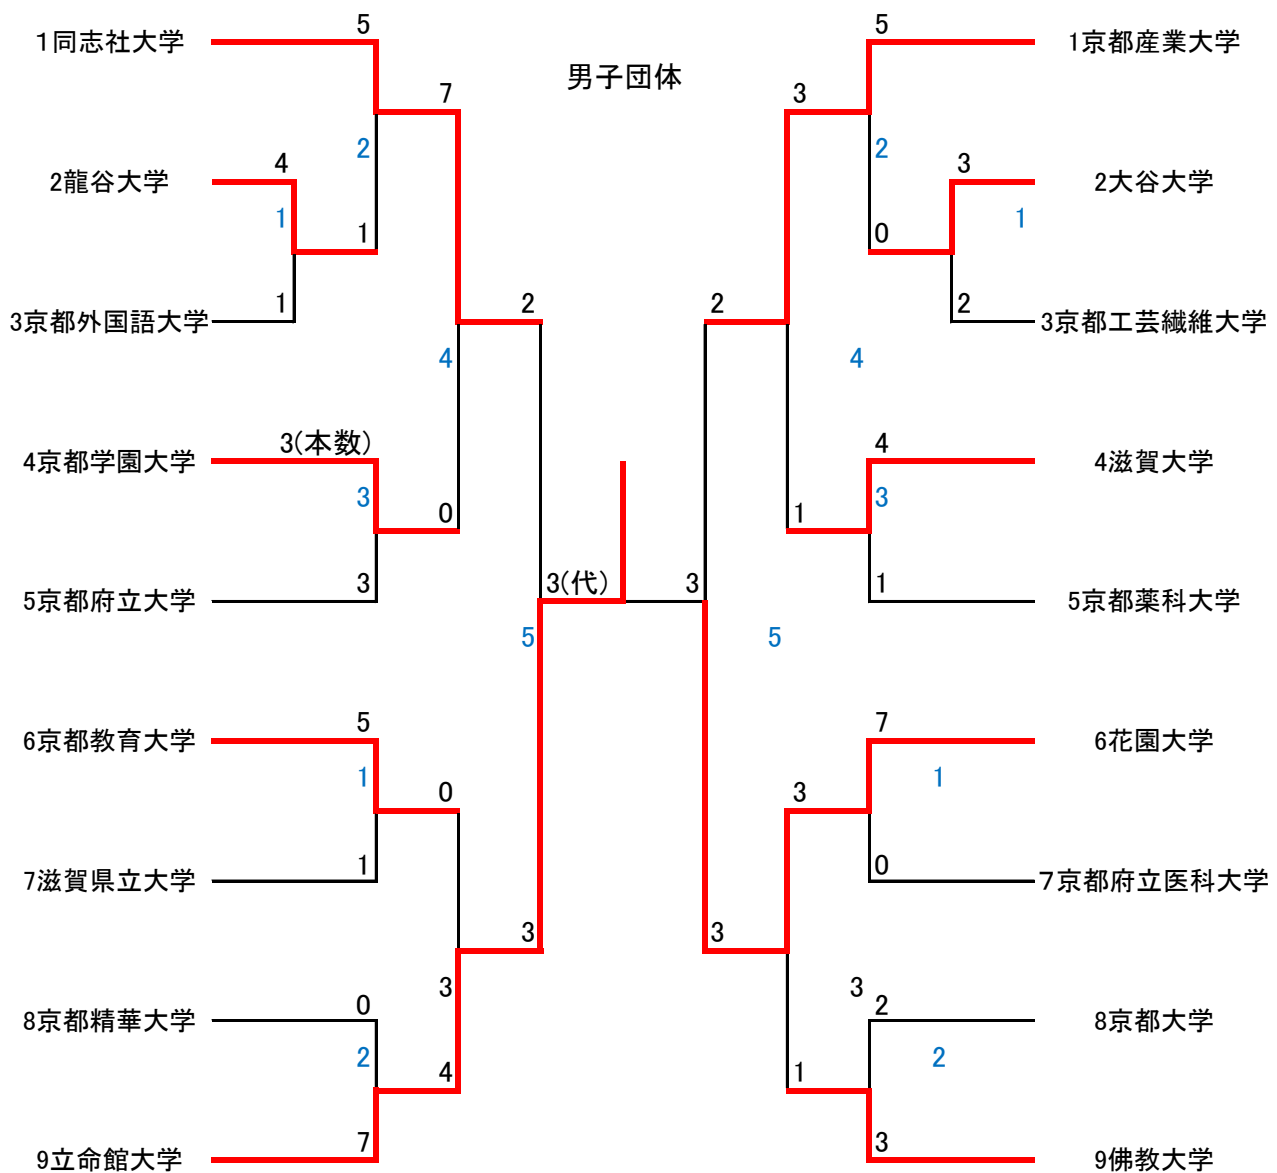 男子団体
1同志社大学
5
7
2
2龍谷大学
4
1
1
3京都外国語大学
1
2
4
4京都学園大学
3(本数)
3
0
5京都府立大学
3
3(代)
5
6京都教育大学
5
1
0
7滋賀県立大学
1
3
3
8京都精華大学
0
2
4
9立命館大学
7
5
1京都産業大学
3
2
3
2大谷大学
1
0
2
2
3京都工芸繊維大学
4
4
4滋賀大学
3
1
3
1
5京都薬科大学
5
7
6花園大学
1
3
0
7京都府立医科大学
3
3
2
8京都大学
2
1
3
9佛教大学